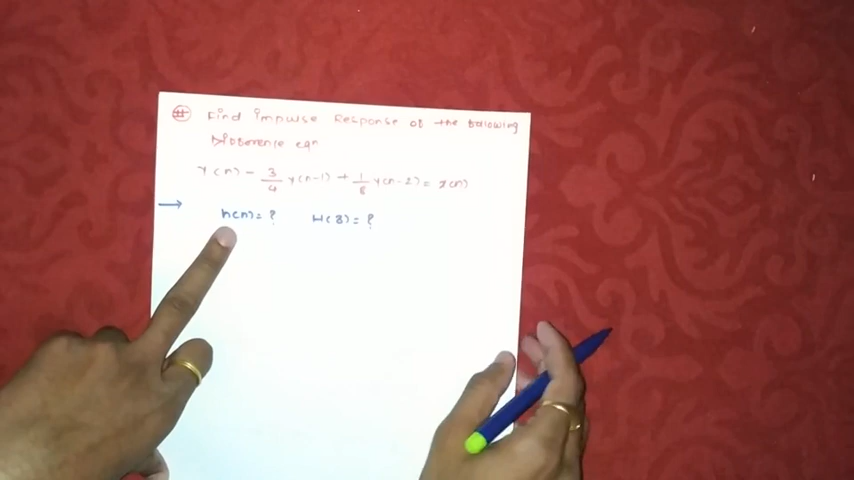 # Find impulse Response of the following
Difference eqn
y(n) - 3/4 y(n-1) + 1/8 y(n-2) = x(n)
→ h(n) = ? H(z) = ?